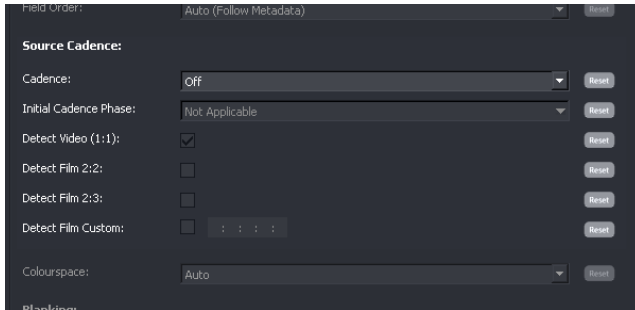 Field Order: Auto (Follow Metadata) Reset
Source Cadence:
Cadence: Off Reset
Initial Cadence Phase: Not Applicable Reset
Detect Video (1:1): Reset
Detect Film 2:2: Reset
Detect Film 2:3: Reset
Detect Film Custom: : : : : Reset
Colourspace: Auto Reset
Blanking: